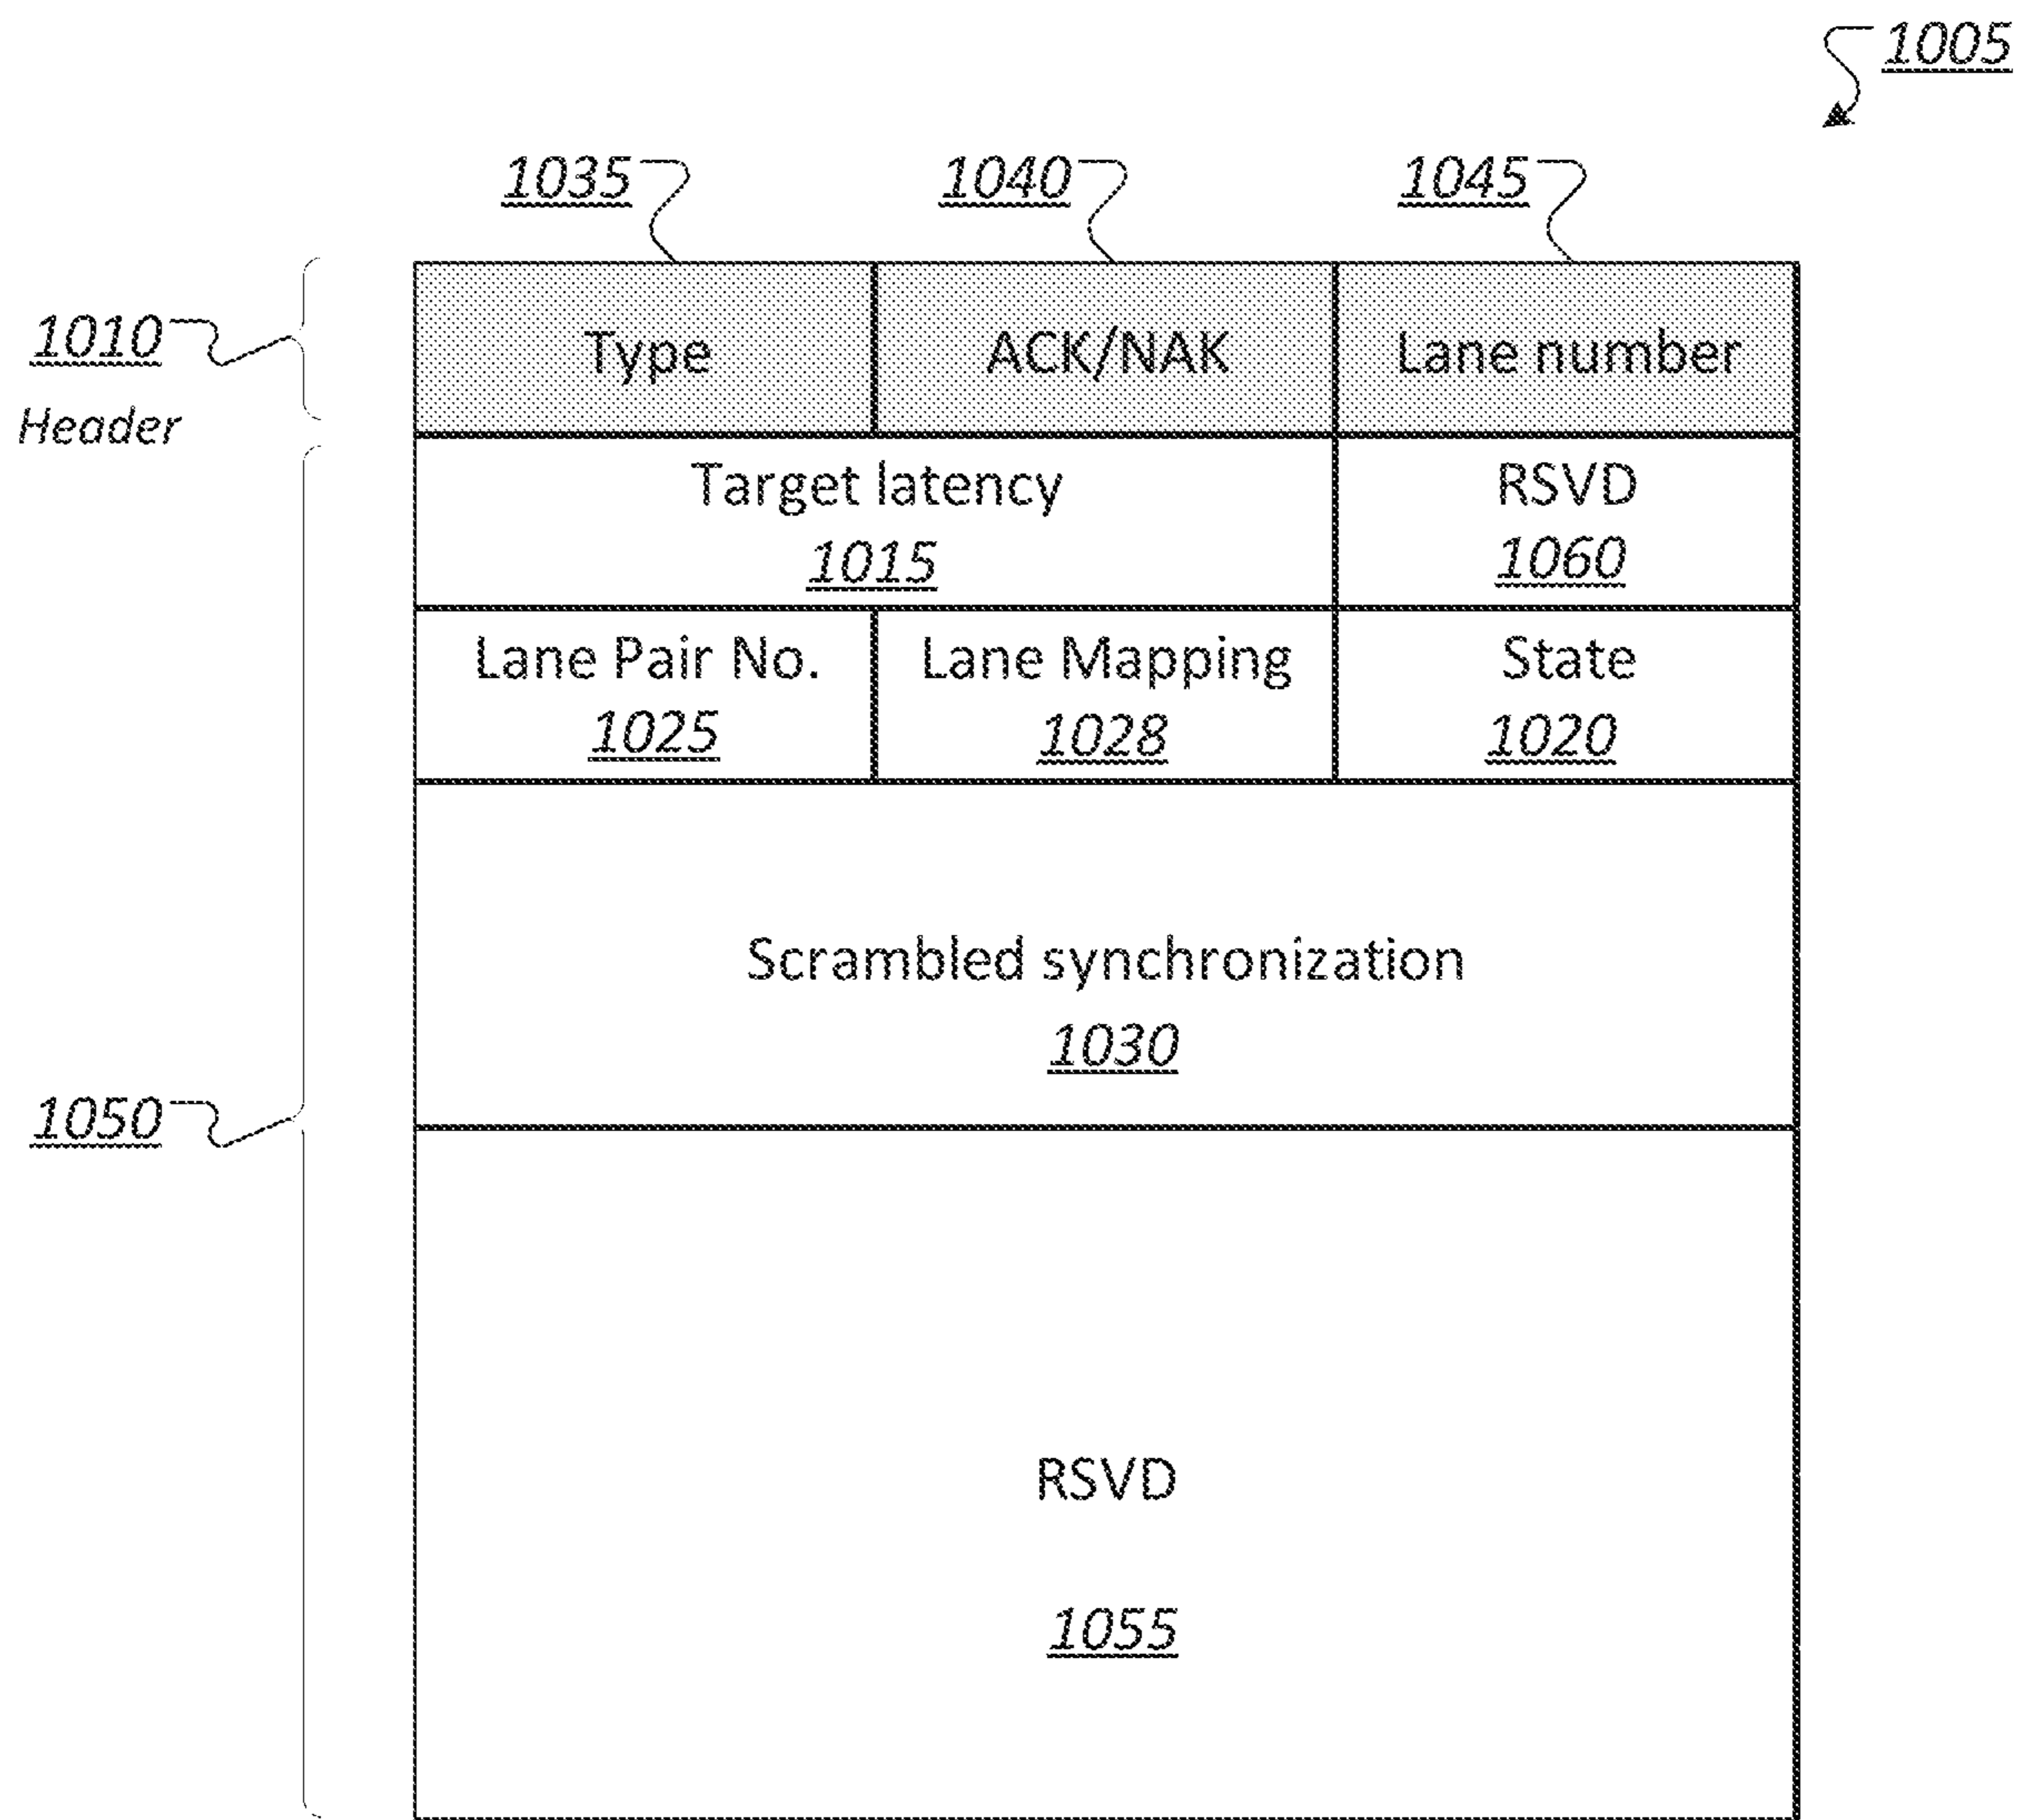 1005
1035 1040 1045
1010
Header
Type ACK/NAK Lane number
Target latency
1015
RSVD
1060
Lane Pair No.
1025
Lane Mapping
1028
State
1020
Scrambled synchronization
1030
1050
RSVD
1055